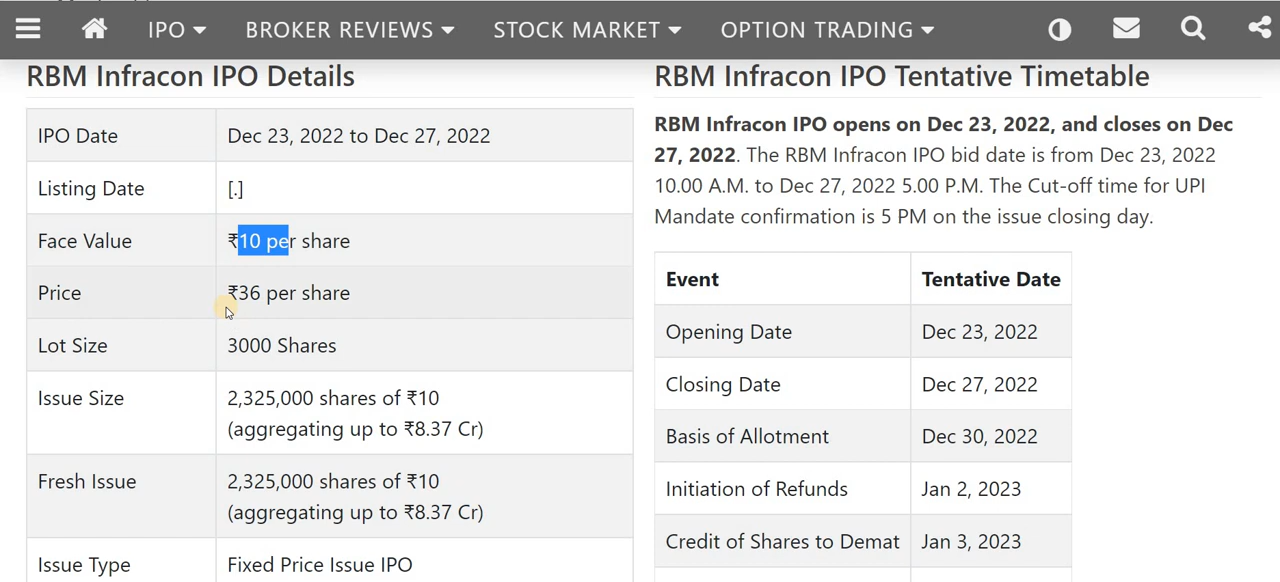 IPO BROKER REVIEWS STOCK MARKET OPTION TRADING
RBM Infracon IPO Details
IPO Date Dec 23, 2022 to Dec 27, 2022
Listing Date [.]
Face Value ₹10 per share
Price ₹36 per share
Lot Size 3000 Shares
Issue Size 2,325,000 shares of ₹10
(aggregating up to ₹8.37 Cr)
Fresh Issue 2,325,000 shares of ₹10
(aggregating up to ₹8.37 Cr)
Issue Type Fixed Price Issue IPO
RBM Infracon IPO Tentative Timetable
RBM Infracon IPO opens on Dec 23, 2022, and closes on Dec
27, 2022. The RBM Infracon IPO bid date is from Dec 23, 2022
10.00 A.M. to Dec 27, 2022 5.00 P.M. The Cut-off time for UPI
Mandate confirmation is 5 PM on the issue closing day.
Event Tentative Date
Opening Date Dec 23, 2022
Closing Date Dec 27, 2022
Basis of Allotment Dec 30, 2022
Initiation of Refunds Jan 2, 2023
Credit of Shares to Demat Jan 3, 2023